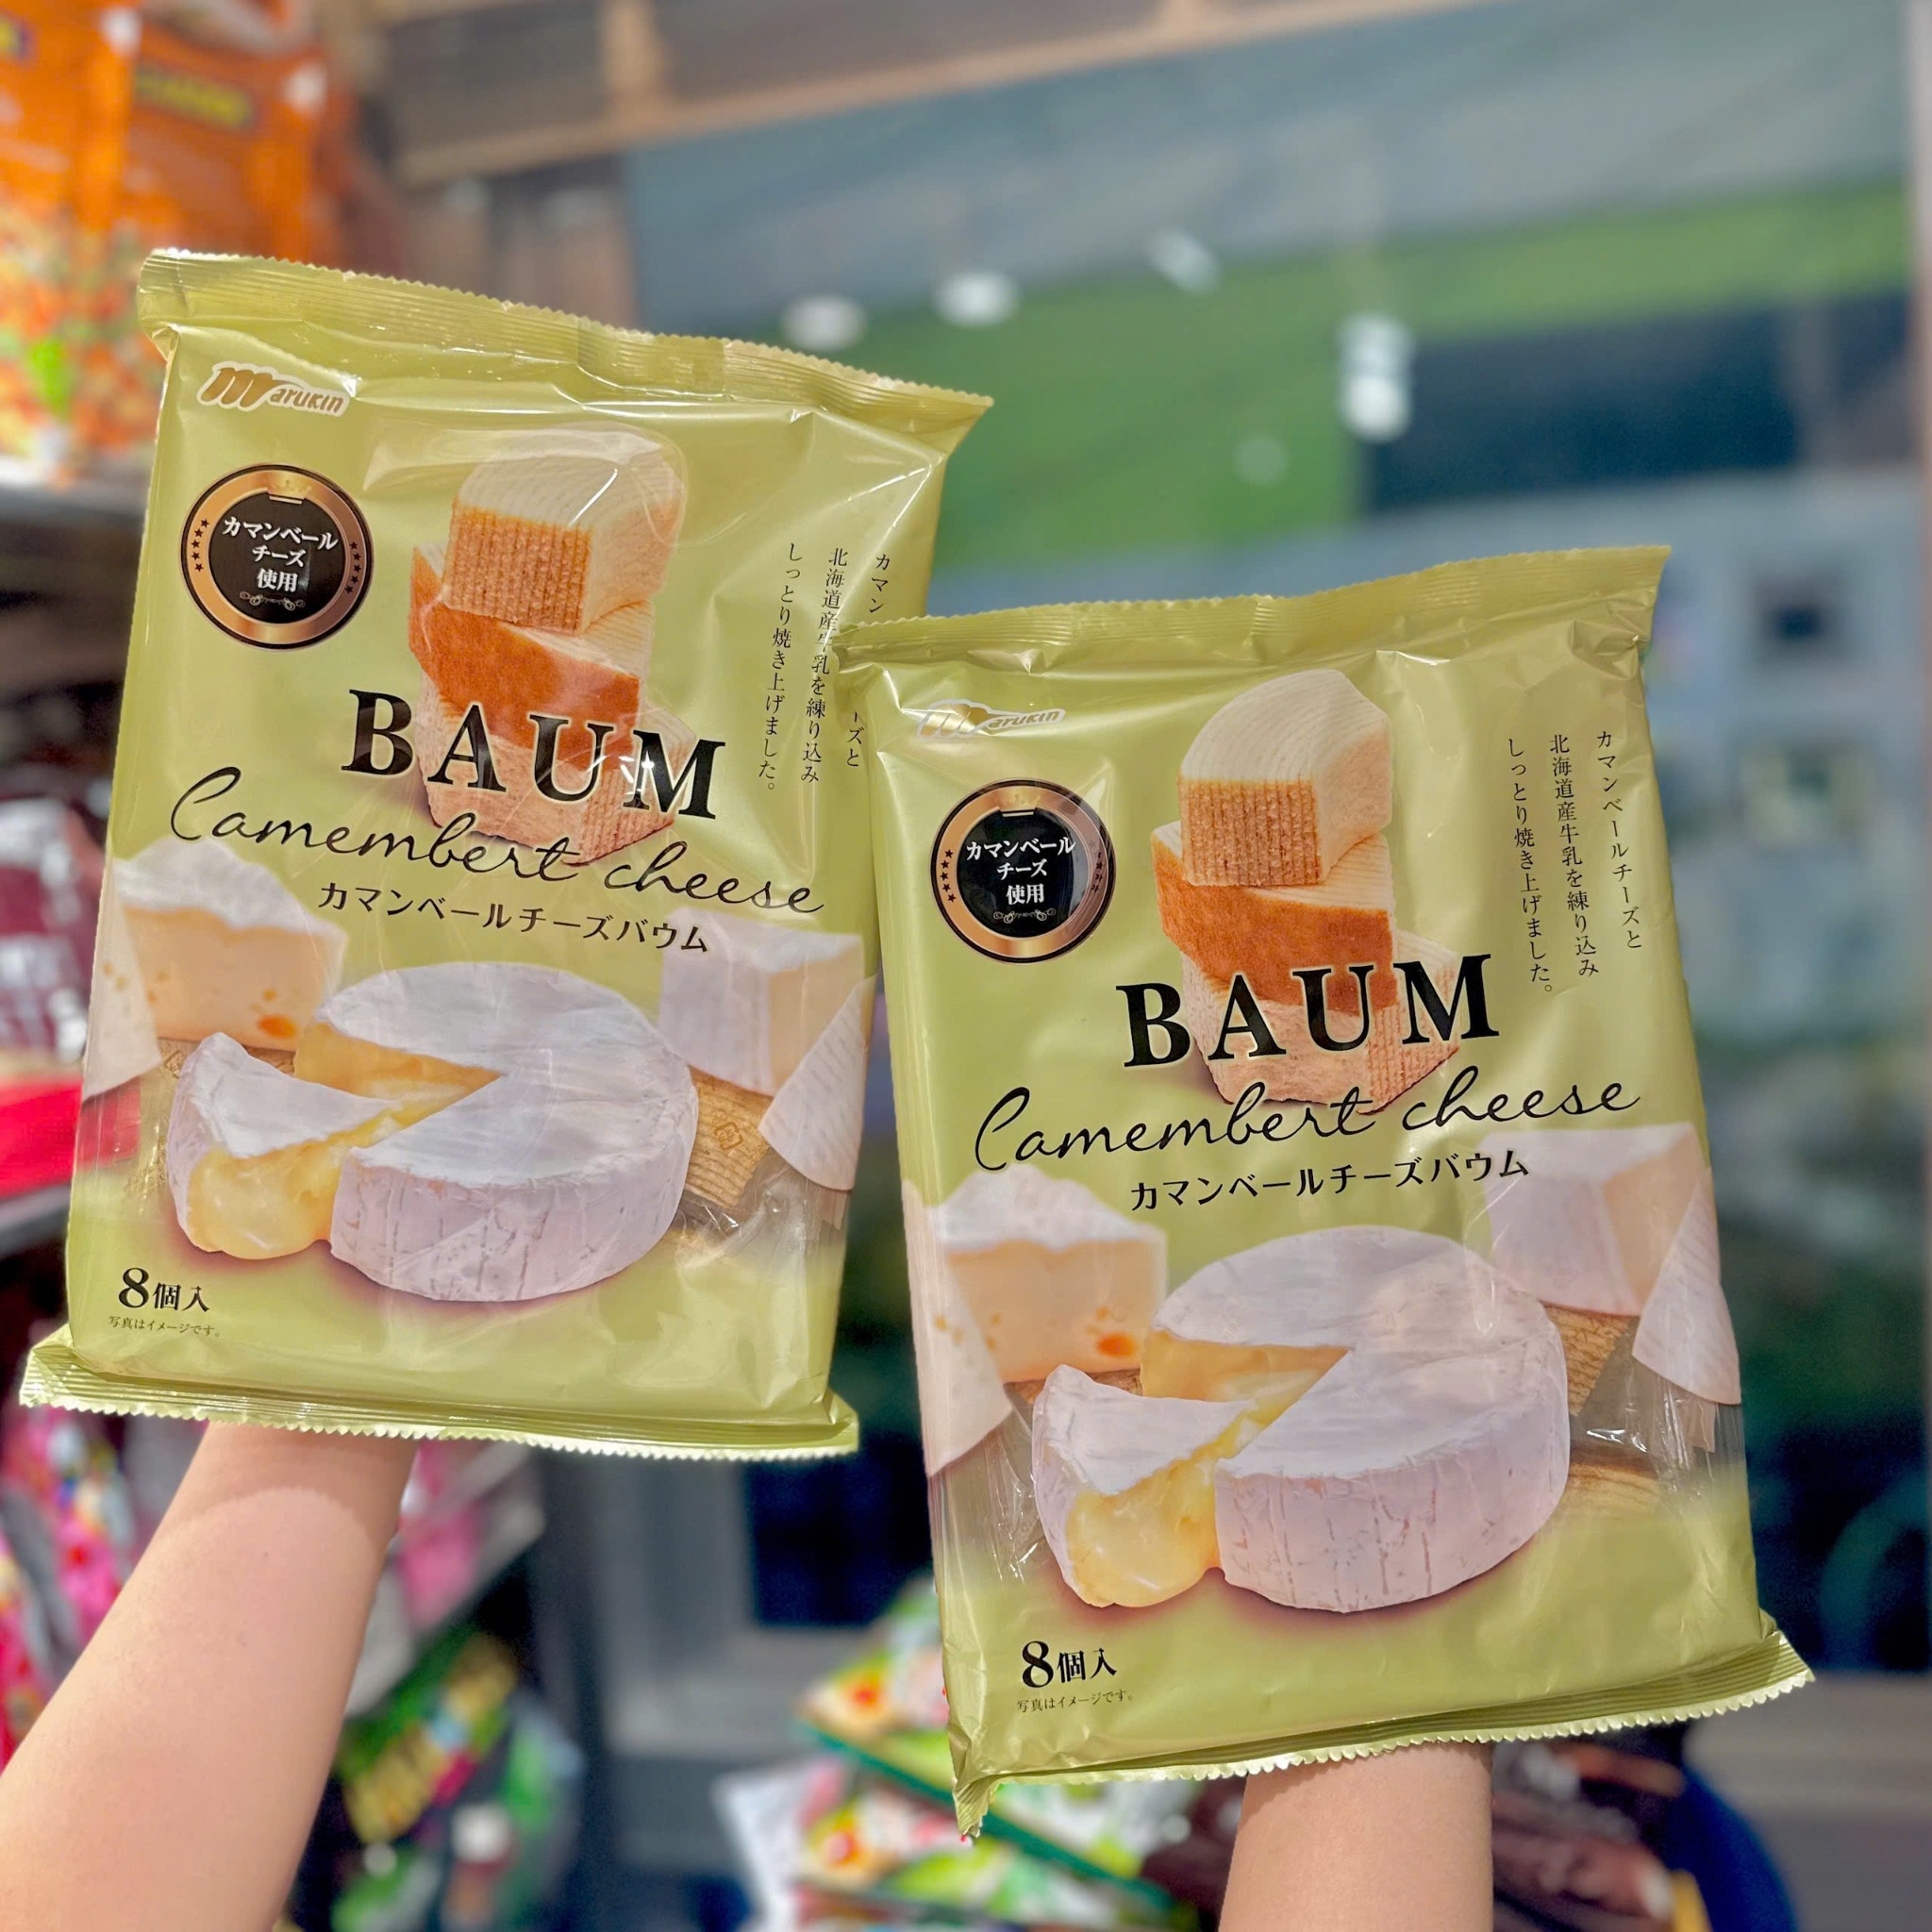 marukin
カマンベール
チーズ
使用
カマン
ーズと
北海道産牛乳を練り込み
しっとり焼き上げました。
BAUM
Camembert cheese
カマンベールチーズバウム
8個入
写真はイメージです。
marukin
カマンベール
チーズ
使用
カマンベールチーズと
北海道産牛乳を練り込み
しっとり焼き上げました。
BAUM
Camembert cheese
カマンベールチーズバウム
8個入
写真はイメージです。